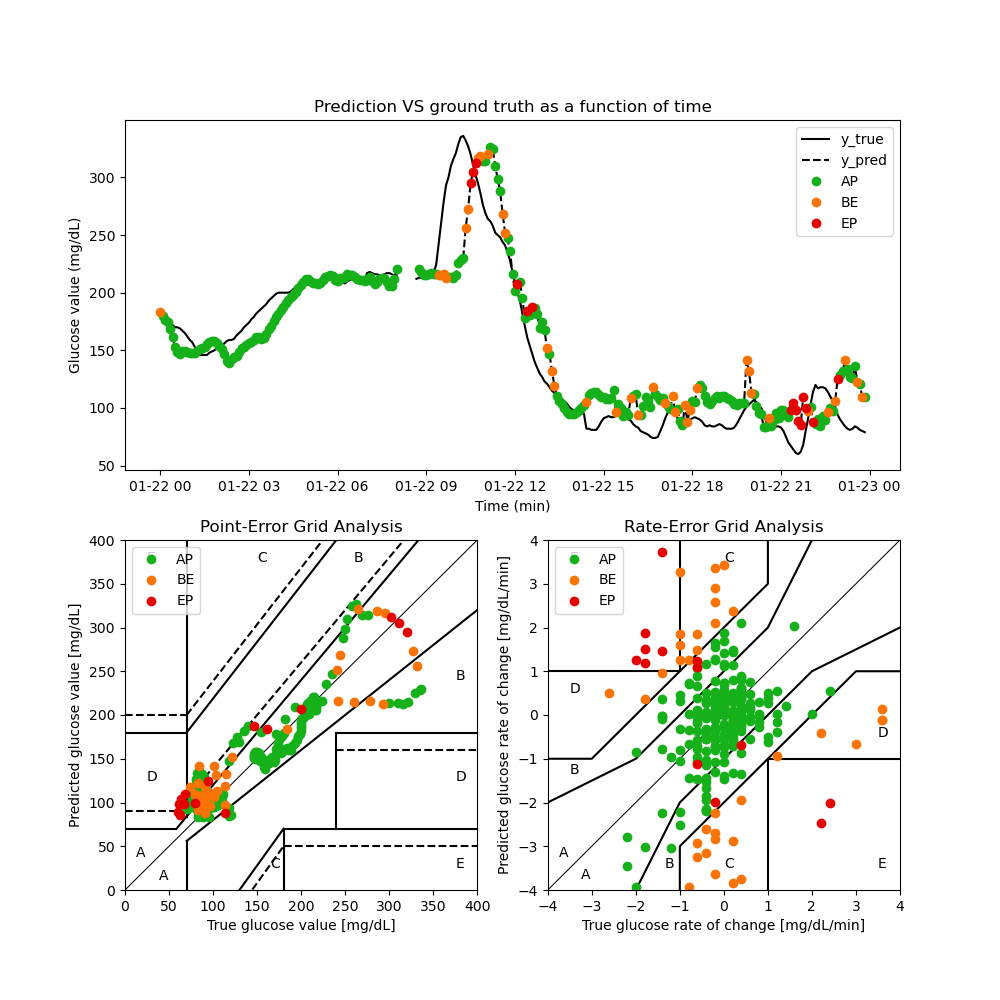 Prediction VS ground truth as a function of time
Glucose value (mg/dL)
300
250
200
150
100
50
y_true
y_pred
AP
BE
EP
01-22 00 01-22 03 01-22 06 01-22 09 01-22 12 01-22 15 01-22 18 01-22 21 01-23 00
Time (min)
Point-Error Grid Analysis
Predicted glucose value [mg/dL]
400
350
300
250
200
150
100
50
0
AP
BE
EP
C
B
B
D
D
A
A
C
E
0 50 100 150 200 250 300 350 400
True glucose value [mg/dL]
Rate-Error Grid Analysis
Predicted glucose rate of change [mg/dL/min]
4
3
2
1
0
−1
−2
−3
−4
AP
BE
EP
C
D
D
B
A
A
B
C
E
−4 −3 −2 −1 0 1 2 3 4
True glucose rate of change [mg/dL/min]